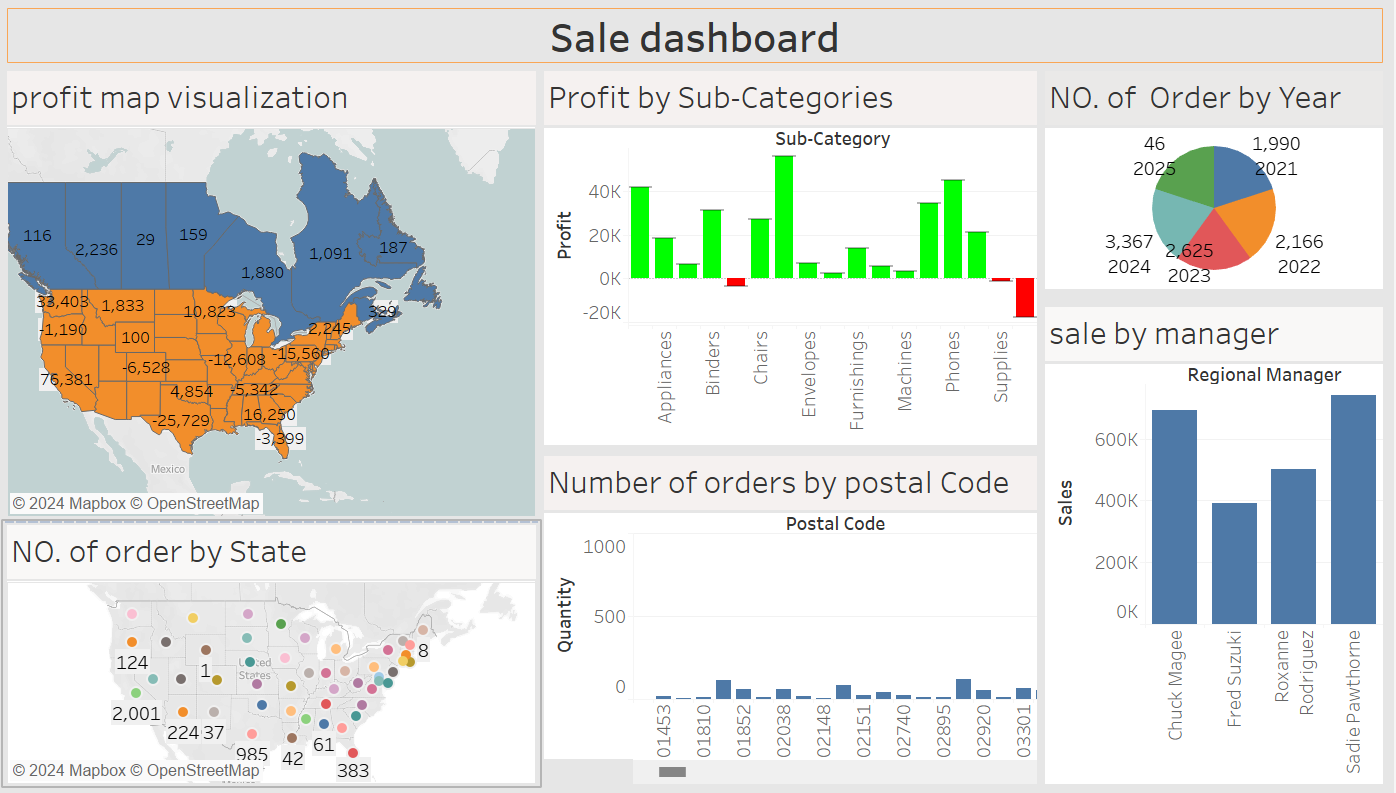 Sale dashboard
profit map visualization
116
2,236
29
159
1,880
1,091
187
33,403
1,833
10,823
329
-1,190
100
2,245
-12,608
-15,560
76,381
-6,528
4,854
-5,342
-25,729
16,250
-3,399
Mexico
© 2024 Mapbox © OpenStreetMap
NO. of order by State
124
1
United
States
8
2,001
224
37
985
42
61
383
© 2024 Mapbox © OpenStreetMap
Profit by Sub-Categories
Sub-Category
Profit
40K
20K
0K
-20K
Appliances
Binders
Chairs
Envelopes
Furnishings
Machines
Phones
Supplies
Number of orders by postal Code
Postal Code
Quantity
1000
500
0
01453
01810
01852
02038
02148
02151
02740
02895
02920
03301
NO. of  Order by Year
46
2025
1,990
2021
3,367
2024
2,625
2023
2,166
2022
sale by manager
Regional Manager
Sales
600K
400K
200K
0K
Chuck Magee
Fred Suzuki
Roxanne
Rodriguez
Sadie Pawthorne